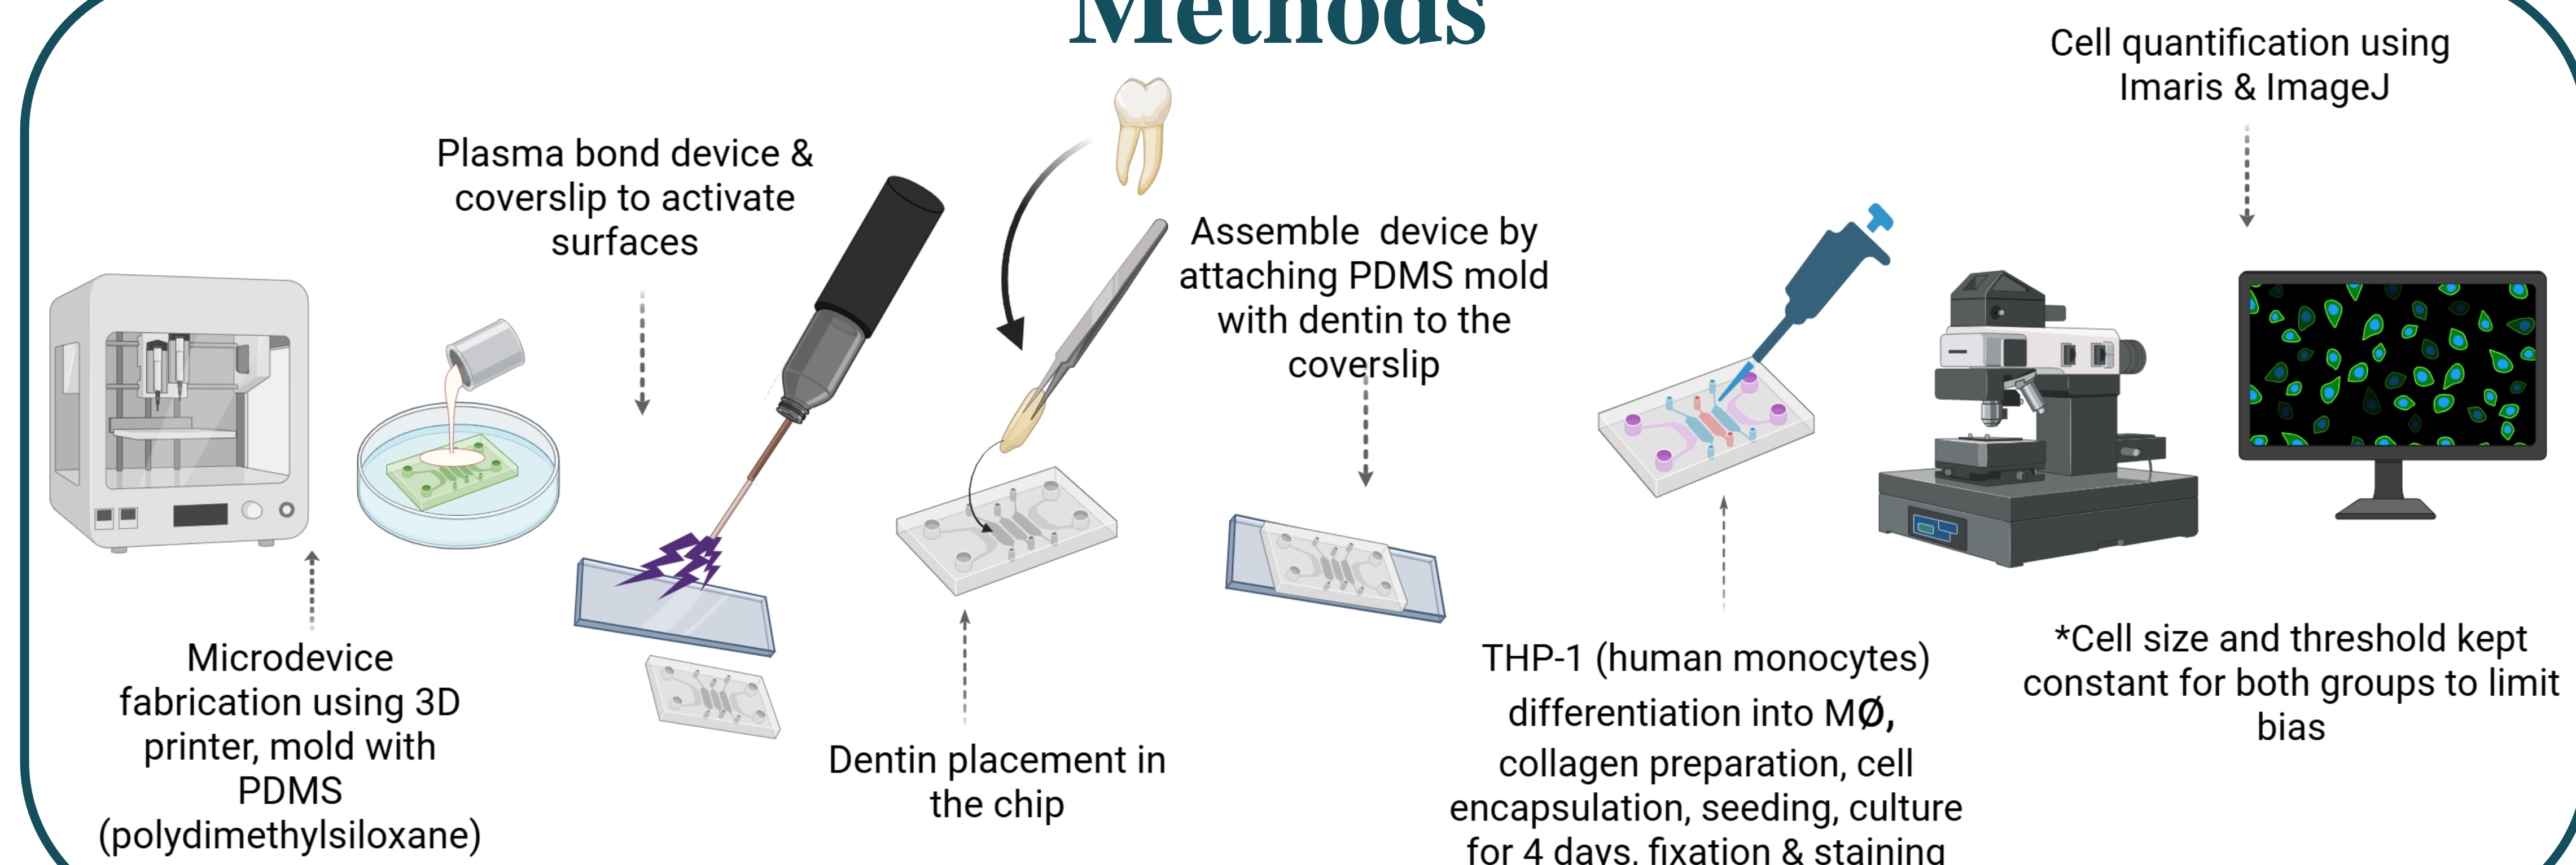 Methods
Cell quantification using
Imaris & ImageJ
Plasma bond device &
coverslip to activate
surfaces
Assemble  device by
attaching PDMS mold
with dentin to the
coverslip
Microdevice
fabrication using 3D
printer, mold with
PDMS
(polydimethylsiloxane)
Dentin placement in
the chip
THP-1 (human monocytes)
differentiation into MØ,
collagen preparation, cell
encapsulation, seeding, culture
for 4 days, fixation & staining
*Cell size and threshold kept
constant for both groups to limit
bias